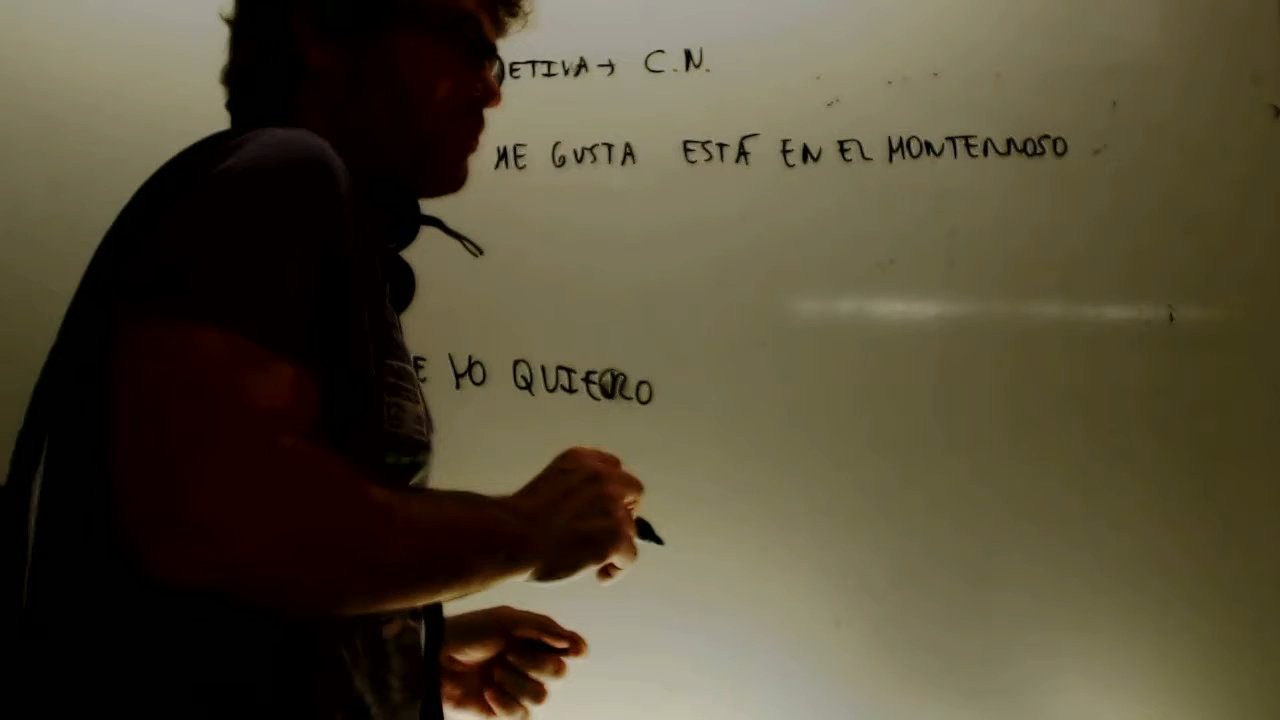 ETIVA → C.N.
ME GUSTA ESTÁ EN EL MONTERROSO
E YO QUIERO